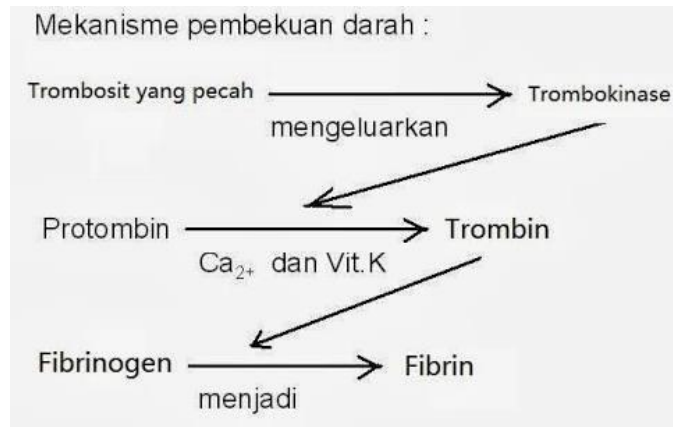 Mekanisme pembekuan darah :
Trombosit yang pecah
Trombokinase
mengeluarkan
Protombin
Trombin
Ca2+ dan Vit.K
Fibrinogen
Fibrin
menjadi